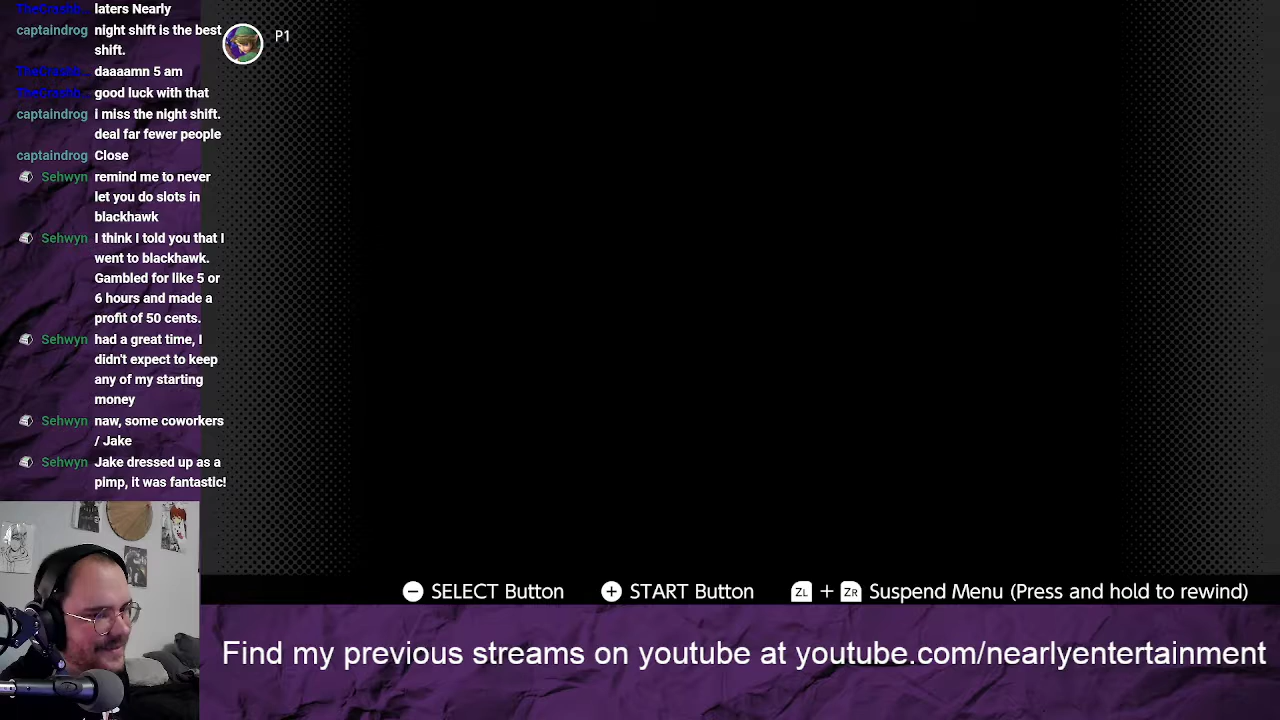 TheCrashb... laters Nearly
captaindrog night shift is the best
shift.
TheCrashb... daaaamn 5 am
TheCrashb... good luck with that
captaindrog i miss the night shift.
deal far fewer people
captaindrog Close
Sehwyn remind me to never
let you do slots in
blackhawk
Sehwyn I think I told you that I
went to blackhawk.
Gambled for like 5 or
6 hours and made a
profit of 50 cents.
Sehwyn had a great time, I
didn't expect to keep
any of my starting
money
Sehwyn naw, some coworkers
/ Jake
Sehwyn Jake dressed up as a
pimp, it was fantastic!
P1
− SELECT Button + START Button ZL + ZR Suspend Menu (Press and hold to rewind)
Find my previous streams on youtube at youtube.com/nearlyentertainment